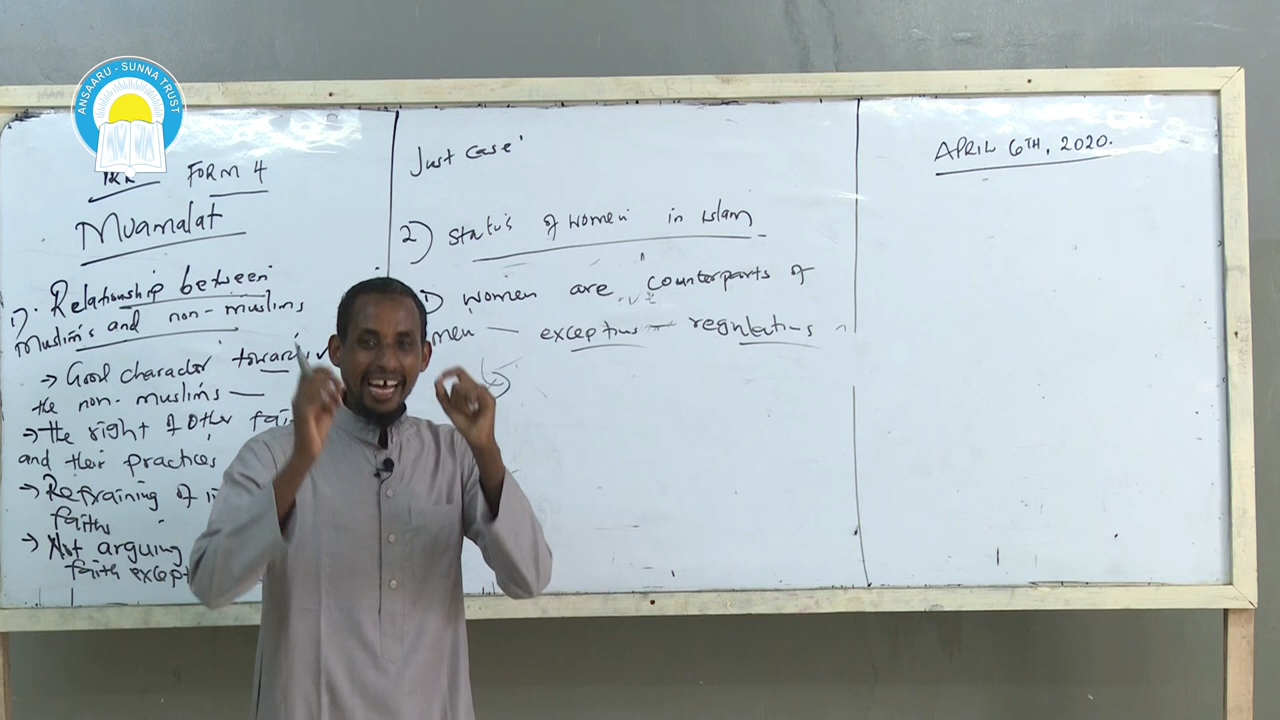 ANSAARU - SUNNA TRUST
FORM 4
Muamalat
1). Relationship between
Muslims and non-muslims
→ Good character towards
the non-muslims —
→ the right of other
and their practices
→ Refraining of
faiths
→ Not arguing
faith except
Just case'
2) Status of women in islam
1) women are counterparts of
men — exceptions — regulations
APRIL 6TH, 2020.